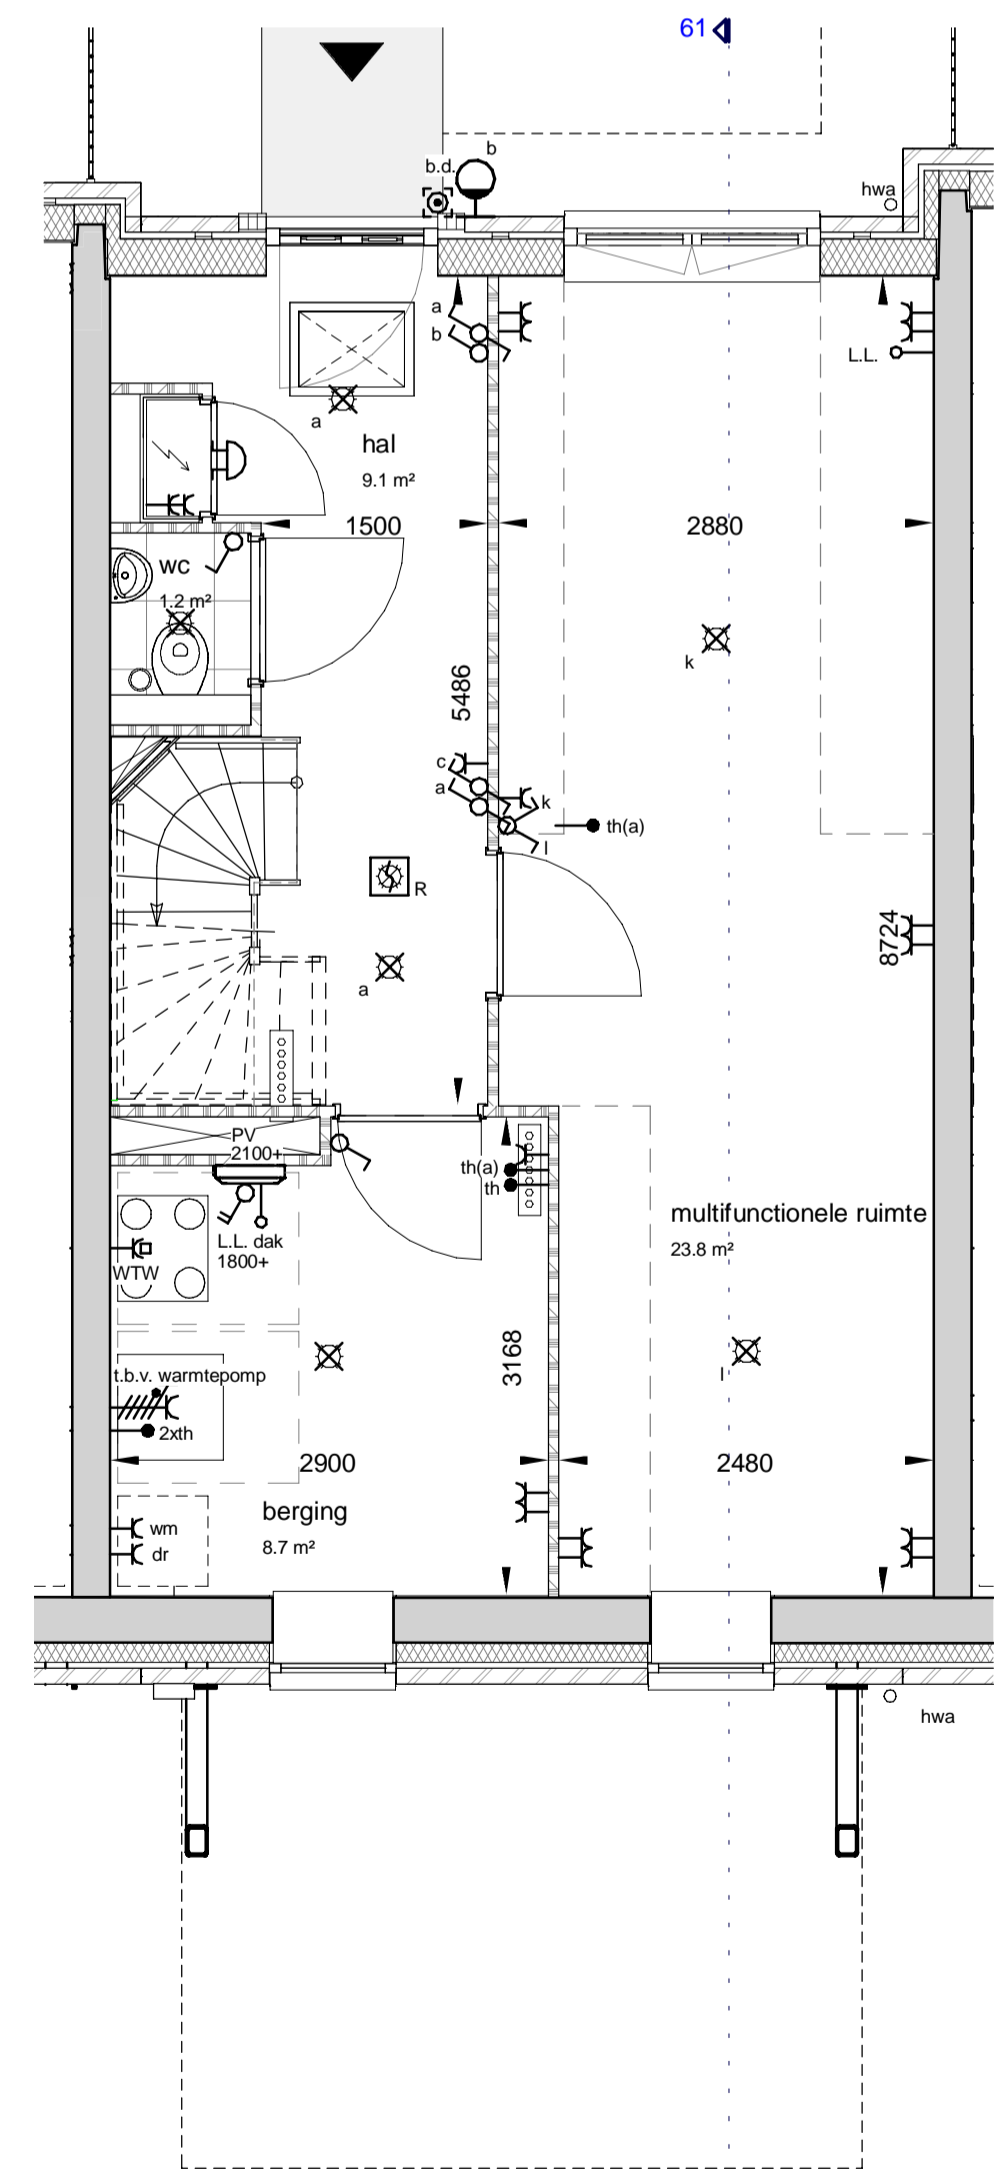 61
b
b.d.
hwa
a
b
L.L.
a
hal
9.1 m²
1500
2880
wc
1.2 m²
k
5486
c
a
k
th(a)
l
R
8724
a
PV
2100+
th(a)
th
multifunctionele ruimte
23.8 m²
L.L. dak
1800+
WTW
3168
l
t.b.v. warmtepomp
2xth
2900
2480
berging
8.7 m²
wm
dr
hwa